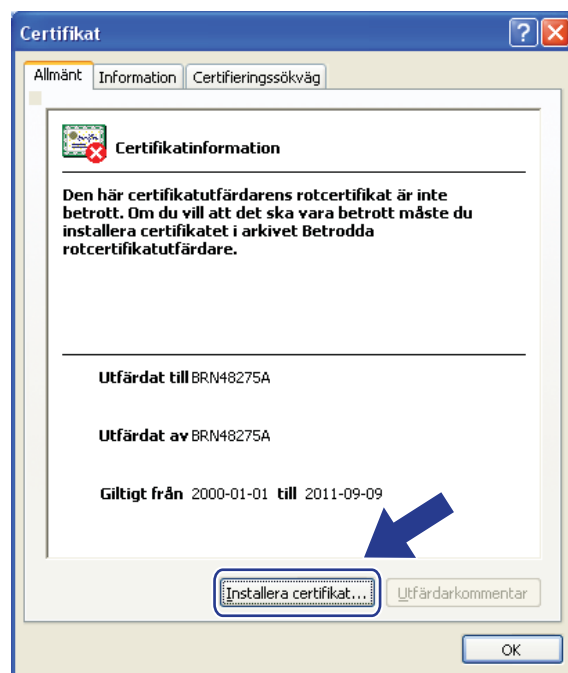 Certifikat
Allmänt Information Certifieringssökväg
Certifikatinformation
Den här certifikatutfärdarens rotcertifikat är inte
betrott. Om du vill att det ska vara betrott måste du
installera certifikatet i arkivet Betrodda
rotcertifikatutfärdare.
Utfärdat till BRN48275A
Utfärdat av BRN48275A
Giltigt från 2000-01-01 till 2011-09-09
Installera certifikat... Utfärdarkommentar
OK